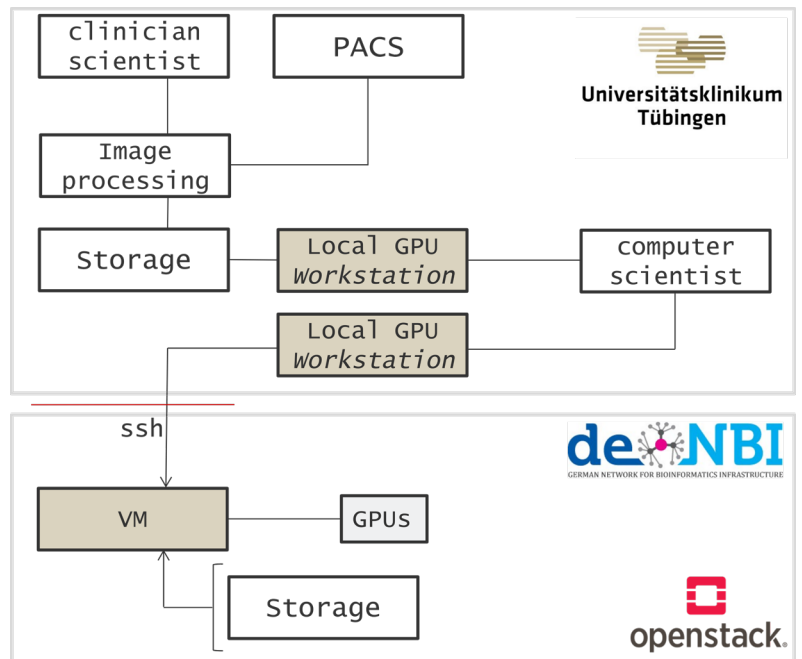 clinician
scientist
PACS
Universitätsklinikum
Tübingen
Image
processing
Storage
Local GPU
Workstation
computer
scientist
Local GPU
Workstation
ssh
de NBI
GERMAN NETWORK FOR BIOINFORMATICS INFRASTRUCTURE
VM
GPUs
Storage
openstack.